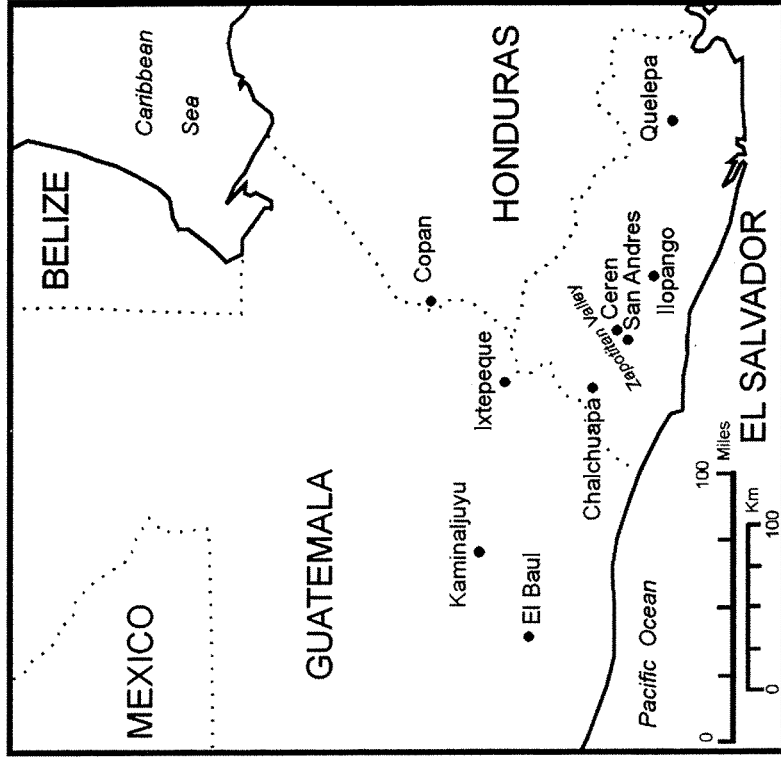 MEXICO
BELIZE
Caribbean
Sea
GUATEMALA
HONDURAS
Copan
Ixtepeque
Kaminaljuyu
El Baul
Quelepa
Zapotitan Valley
Ceren
San Andres
Ilopango
Chalchuapa
Pacific Ocean
EL SALVADOR
0
100
Miles
Km
0
100